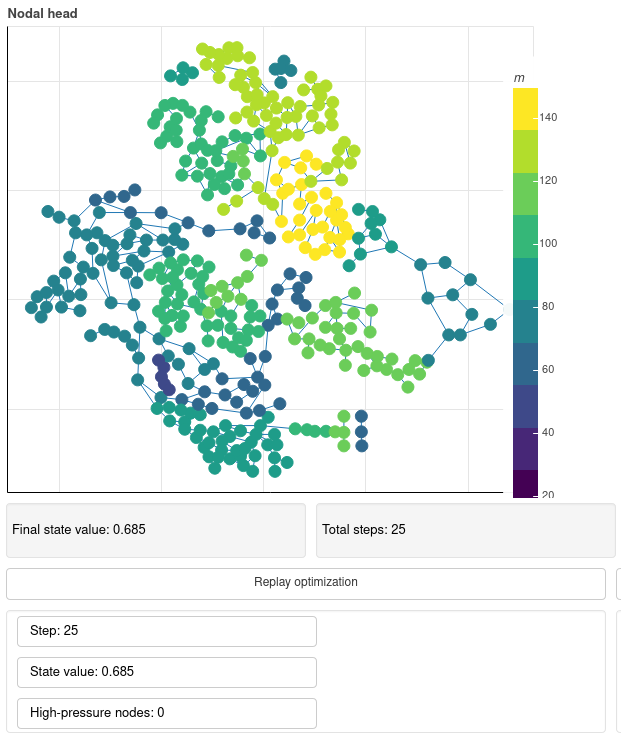 Nodal head
m
140
120
100
80
60
40
20
Final state value: 0.685
Total steps: 25
Replay optimization
Step: 25
State value: 0.685
High-pressure nodes: 0